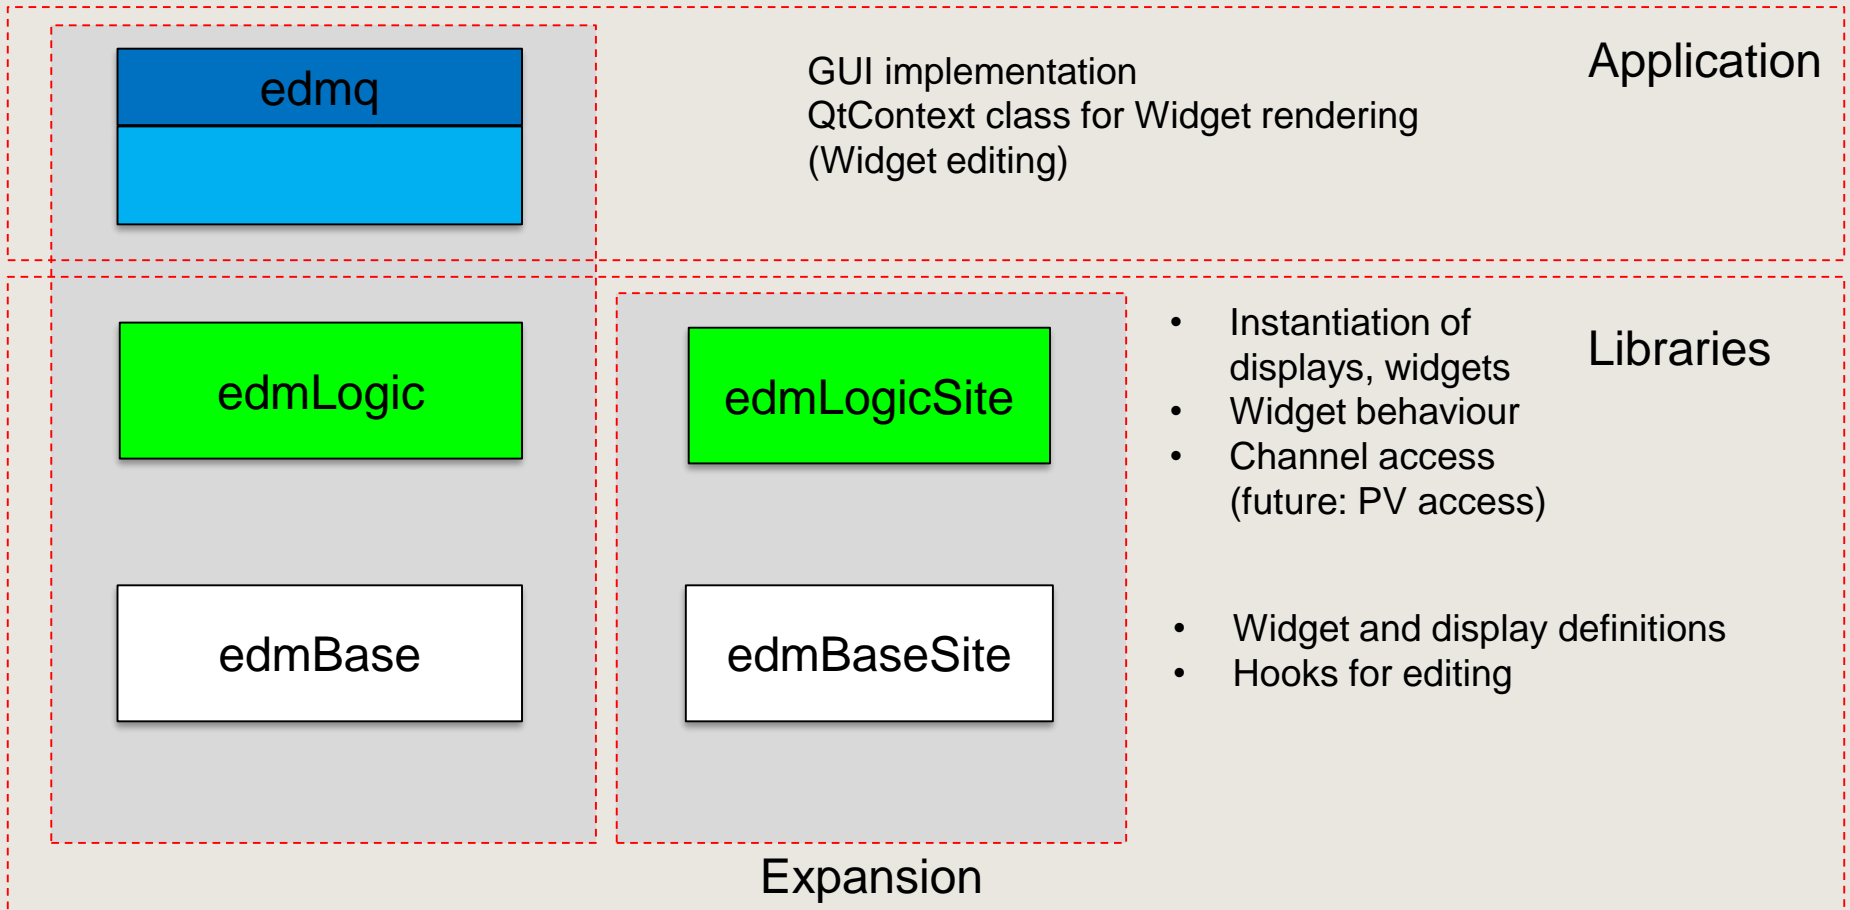 edmq
GUI implementation
QtContext class for Widget rendering
(Widget editing)
Application
edmLogic
edmLogicSite
• Instantiation of
displays, widgets
• Widget behaviour
• Channel access
(future: PV access)
Libraries
edmBase
edmBaseSite
• Widget and display definitions
• Hooks for editing
Expansion